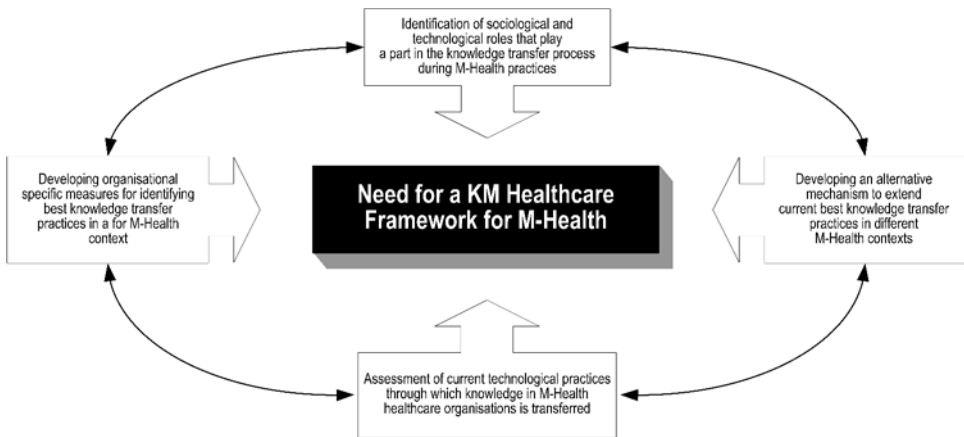 Identification of sociological and
technological roles that play
a part in the knowledge transfer process
during M-Health practices
Developing organisational
specific measures for identifying
best knowledge transfer
practices in a for M-Health
context
Need for a KM Healthcare
Framework for M-Health
Developing an alternative
mechanism to extend
current best knowledge transfer
practices in different
M-Health contexts
Assessment of current technological practices
through which knowledge in M-Health
healthcare organisations is transferred